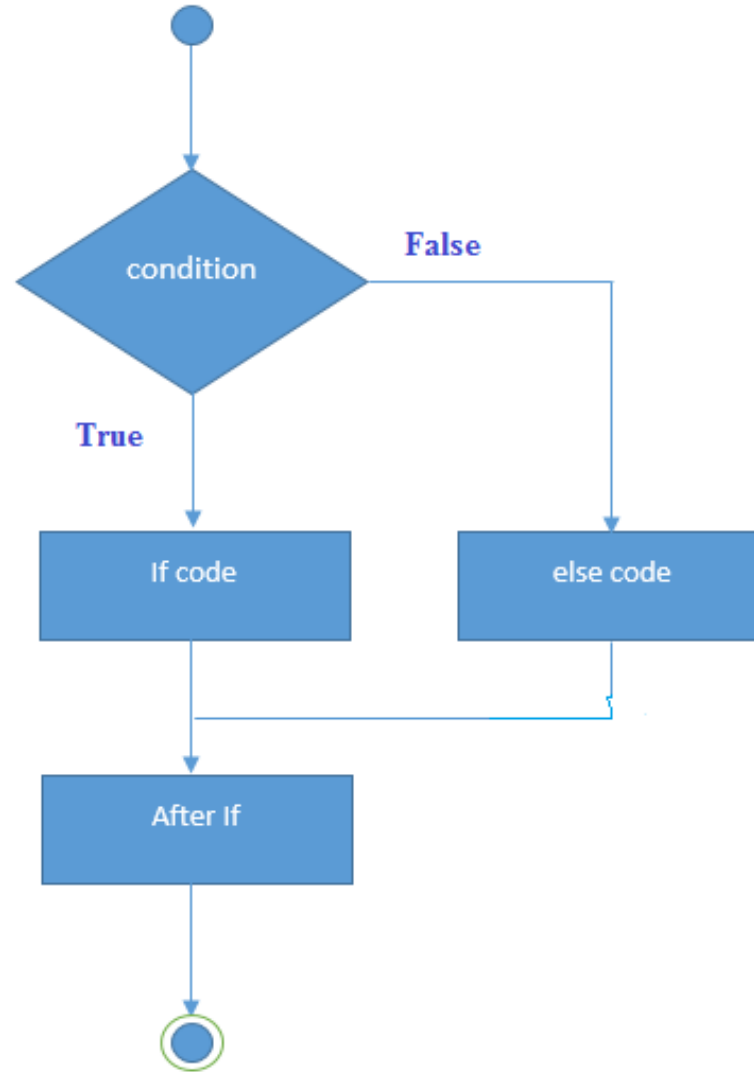 condition
False
True
If code
else code
After If